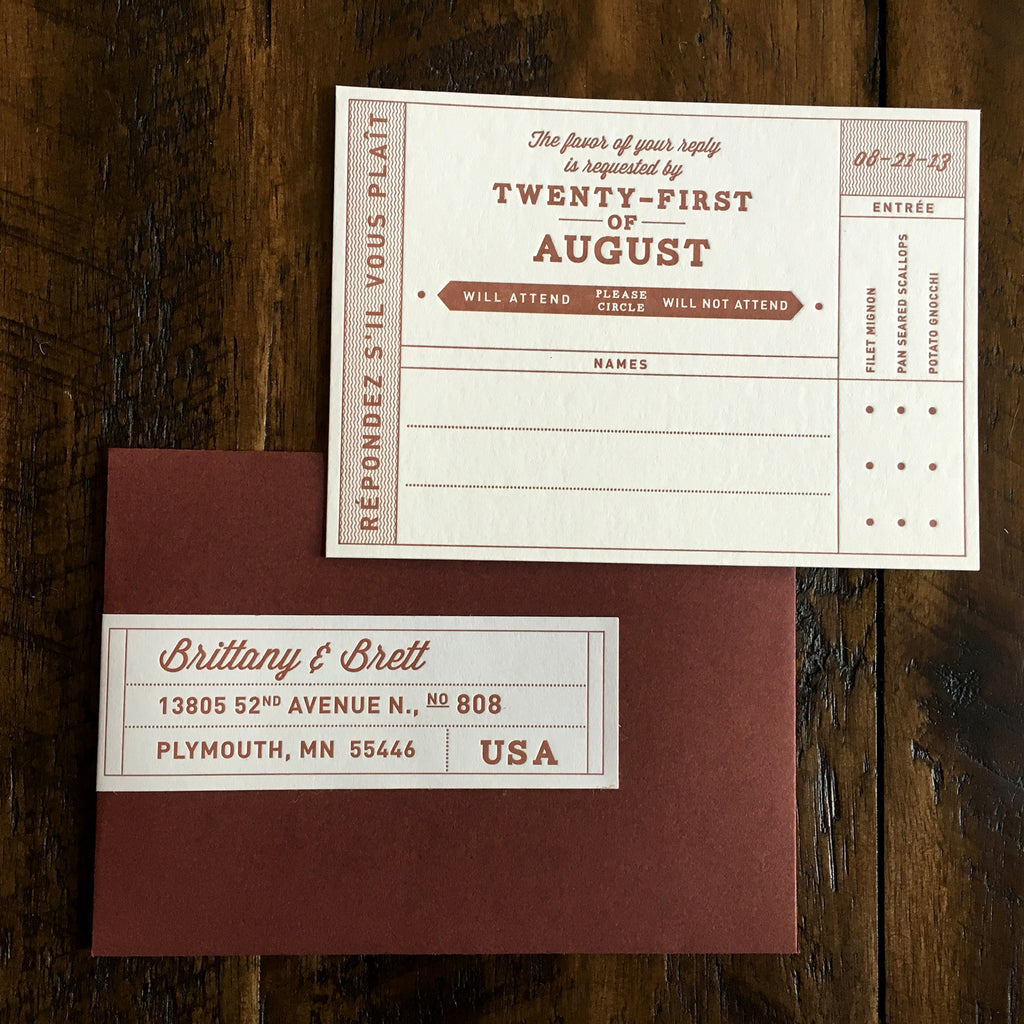 RÉPONDEZ S'IL VOUS PLAÎT
The favor of your reply
is requested by
TWENTY-FIRST
OF
AUGUST
WILL ATTEND PLEASE CIRCLE WILL NOT ATTEND
NAMES
08-21-13
ENTRÉE
FILET MIGNON
PAN SEARED SCALLOPS
POTATO GNOCCHI
Brittany & Brett
13805 52ND AVENUE N., NO 808
PLYMOUTH, MN 55446
USA